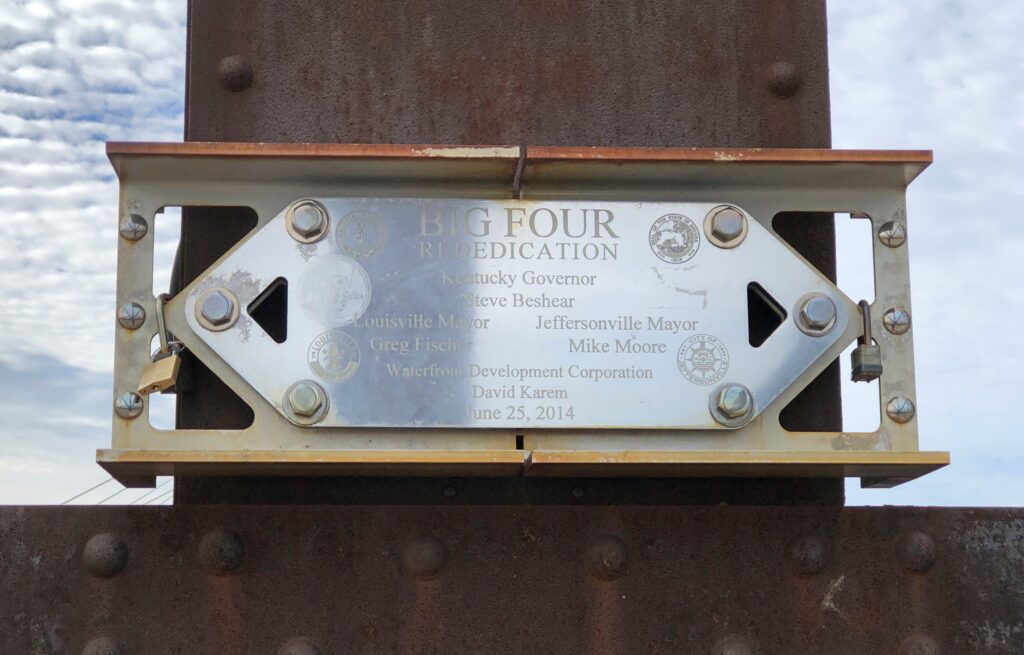 BIG FOUR
REDEDICATION
Kentucky Governor
Steve Beshear
Louisville Mayor Jeffersonville Mayor
Greg Fischer Mike Moore
Waterfront Development Corporation
David Karem
June 25, 2014